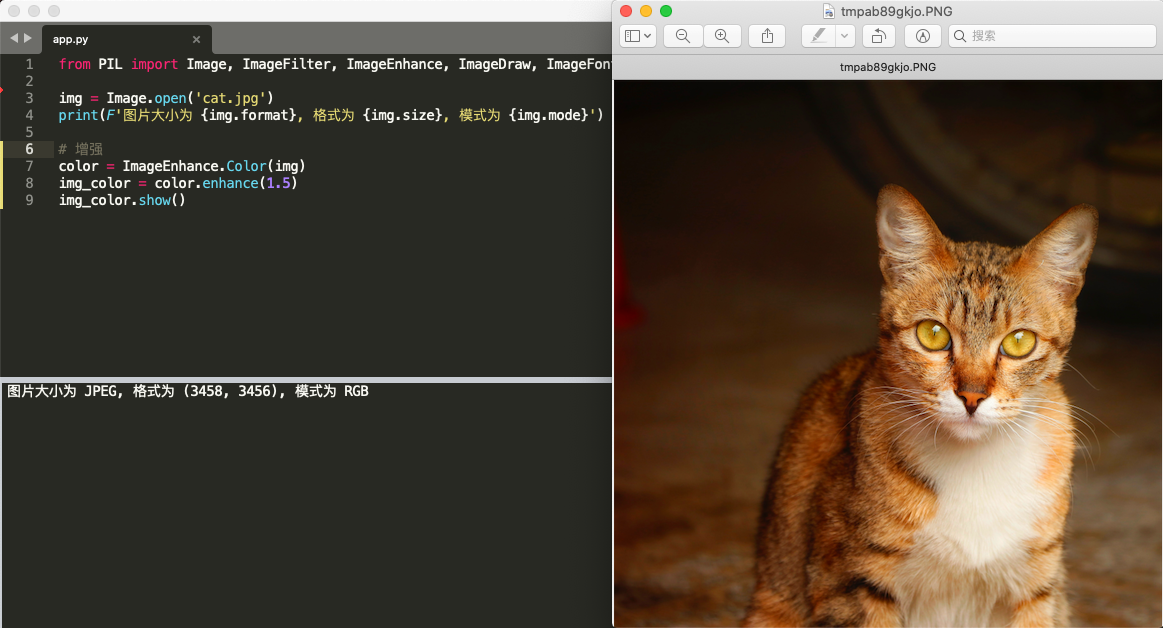 app.py
1 from PIL import Image, ImageFilter, ImageEnhance, ImageDraw, ImageFon
2
3 img = Image.open('cat.jpg')
4 print(F'图片大小为 {img.format}, 格式为 {img.size}, 模式为 {img.mode}')
5
6 # 增强
7 color = ImageEnhance.Color(img)
8 img_color = color.enhance(1.5)
9 img_color.show()
图片大小为 JPEG, 格式为 (3458, 3456), 模式为 RGB
tmpab89gkjo.PNG
搜索
tmpab89gkjo.PNG